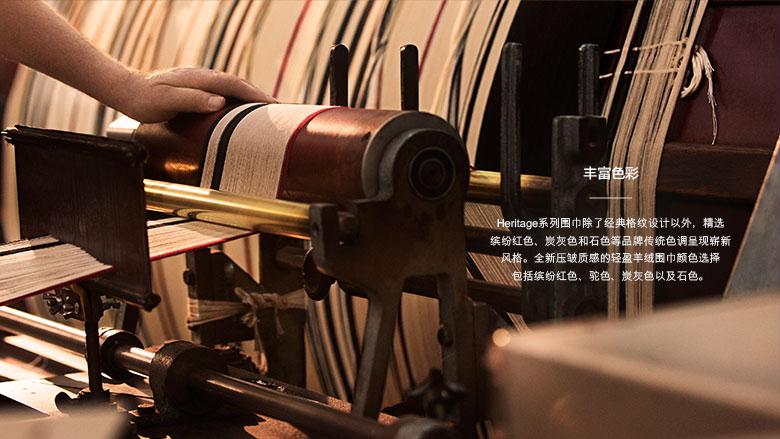 丰富色彩
Heritage系列围巾除了经典格纹设计以外，精选
缤纷红色、炭灰色和石色等品牌传统色调呈现崭新
风格。全新压皱质感的轻盈羊绒围巾颜色选择
包括缤纷红色、驼色、炭灰色以及石色。